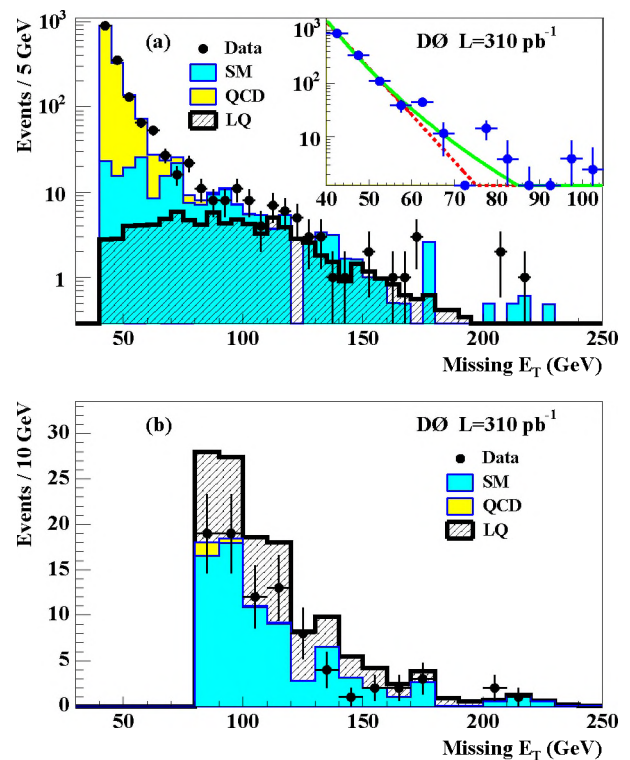 Events / 5 GeV
10³
10²
10
1
(a)
Data
SM
QCD
LQ
DØ L=310 pb⁻¹
10³
10²
10
1
40 50 60 70 80 90 100
50 100 150 200 250
Missing E_T (GeV)
Events / 10 GeV
30
25
20
15
10
5
0
(b)
DØ L=310 pb⁻¹
Data
SM
QCD
LQ
50 100 150 200 250
Missing E_T (GeV)